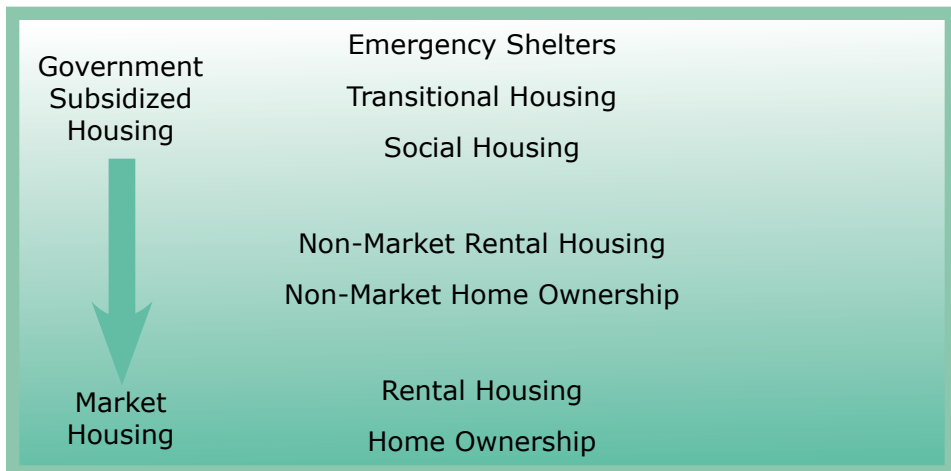 Government
Subsidized
Housing
Market
Housing
Emergency Shelters
Transitional Housing
Social Housing
Non-Market Rental Housing
Non-Market Home Ownership
Rental Housing
Home Ownership